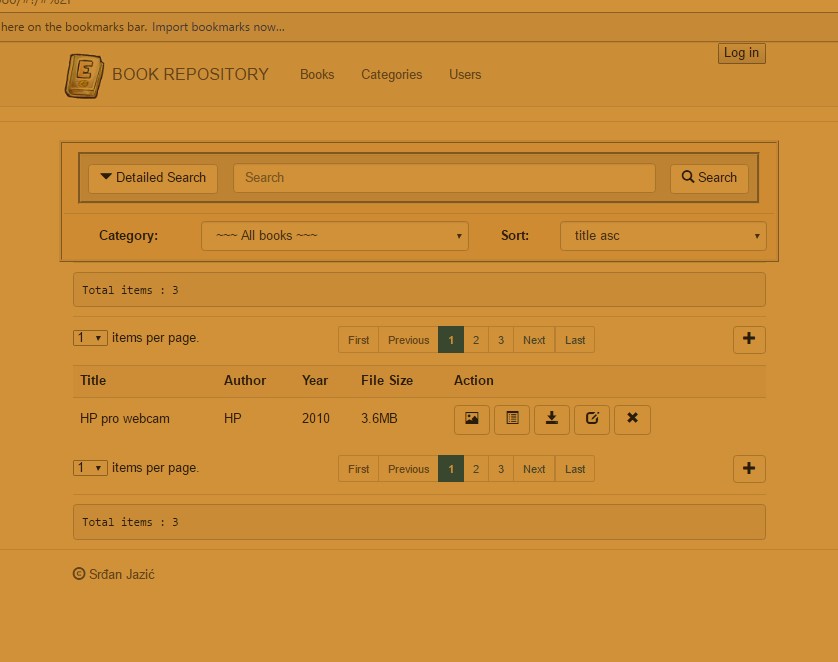 here on the bookmarks bar. Import bookmarks now...
Log in
E BOOK REPOSITORY Books Categories Users
Detailed Search Search Search
Category: ~~~ All books ~~~ Sort: title asc
Total items : 3
1 items per page. First Previous 1 2 3 Next Last
Title Author Year File Size Action
HP pro webcam HP 2010 3.6MB
1 items per page. First Previous 1 2 3 Next Last
Total items : 3
© Srđan Jazić